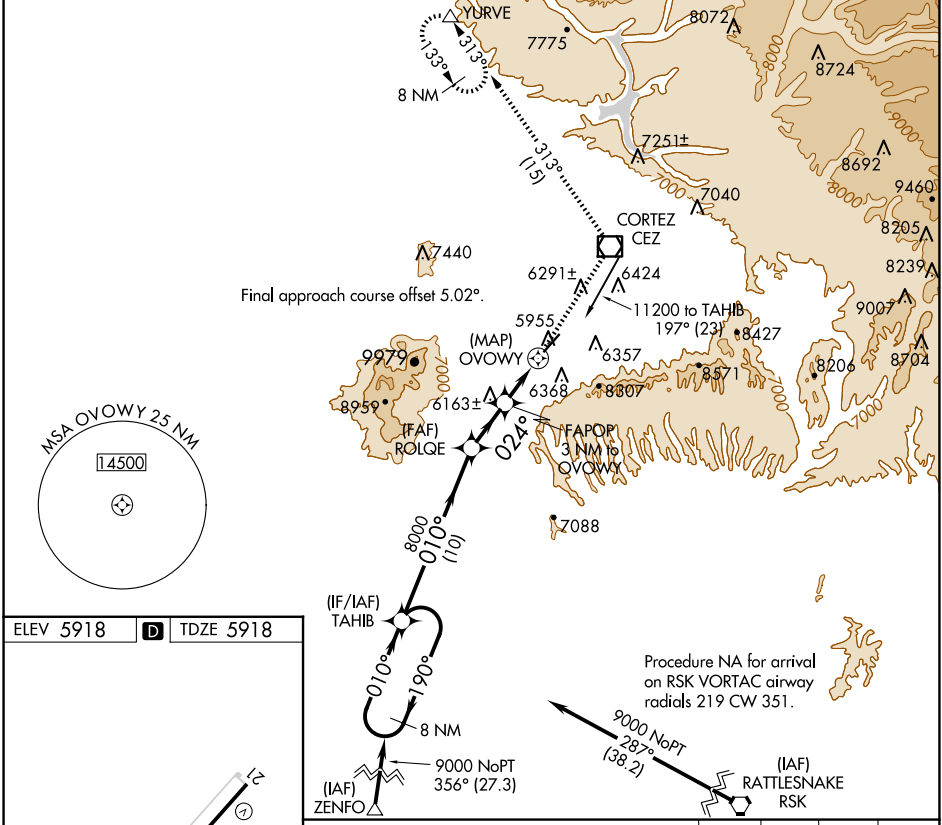 YURVE
8072
7775
313°
133°
8000
8724
8 NM
9000
7251±
313°
(15)
8692
7000
7040
8000
9460
CORTEZ
CEZ
8205
7440
6291±
6424
8239
Final approach course offset 5.02°.
11200 to TAHIB
197° (23)
9007
5955
8427
(MAP)
OVOWY
6357
8704
9979
7000
6368
8307
8571
8206
8959
6163±
MSA OVOWY 25 NM
14500
(FAF)
ROLQE
024°
FAPOP
3 NM to
OVOWY
7088
8000
010°
(10)
(IF/IAF)
TAHIB
ELEV 5918
D
TDZE 5918
Procedure NA for arrival
on RSK VORTAC airway
radials 219 CW 351.
010°
190°
8 NM
9000 NoPT
287°
(38.2)
9000 NoPT
356° (27.3)
(IAF)
RATTLESNAKE
RSK
(IAF)
ZENFO
21
V